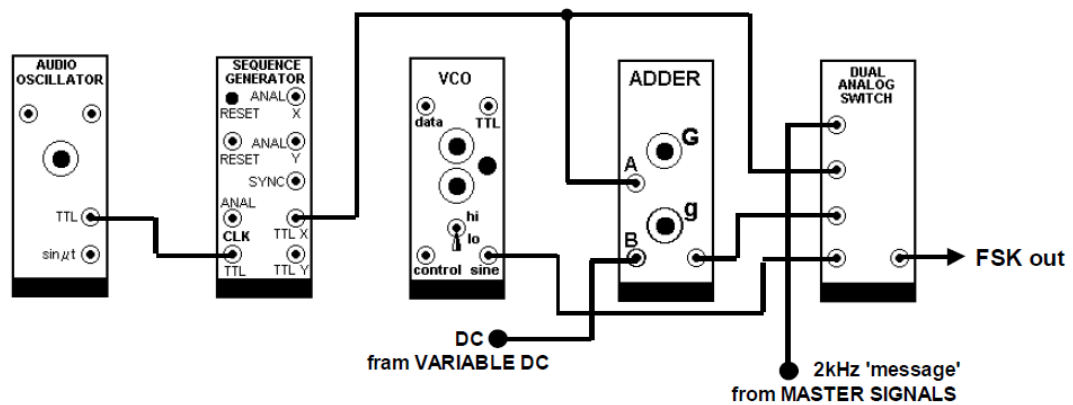 AUDIO
OSCILLATOR
TTL
sinμt
SEQUENCE
GENERATOR
ANAL
RESET
X
ANAL
RESET
Y
SYNC
ANAL
CLK
TTL X
TTL
TTL Y
VCO
data
TTL
hi
lo
control
sine
ADDER
G
A
g
B
DUAL
ANALOG
SWITCH
FSK out
DC
fram VARIABLE DC
2kHz 'message'
from MASTER SIGNALS